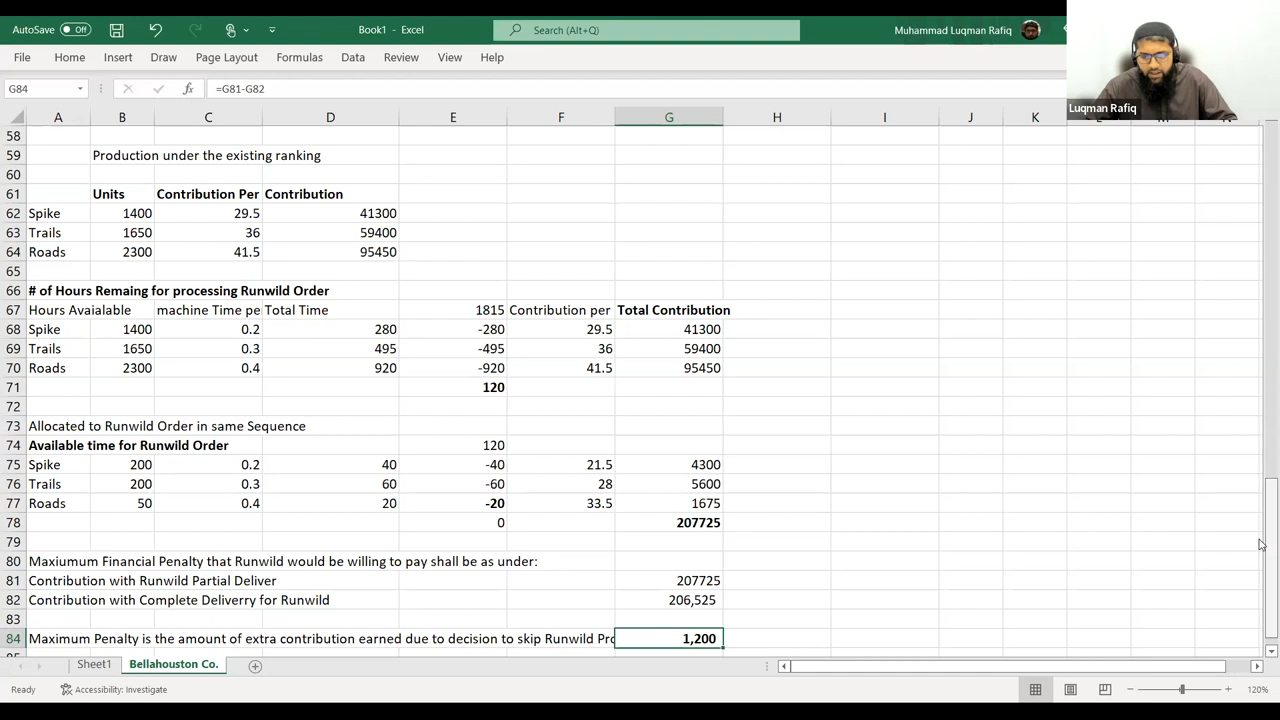 AutoSave Off Book1 - Excel Search (Alt+Q) Muhammad Luqman Rafiq
File Home Insert Draw Page Layout Formulas Data Review View Help
G84 fx =G81-G82
Luqman Rafiq
A B C D E F G H I J K
58
59 Production under the existing ranking
60
61 Units Contribution Per Contribution
62 Spike 1400 29.5 41300
63 Trails 1650 36 59400
64 Roads 2300 41.5 95450
65
66 # of Hours Remaing for processing Runwild Order
67 Hours Avaialable machine Time pe Total Time 1815 Contribution per Total Contribution
68 Spike 1400 0.2 280 -280 29.5 41300
69 Trails 1650 0.3 495 -495 36 59400
70 Roads 2300 0.4 920 -920 41.5 95450
71 120
72
73 Allocated to Runwild Order in same Sequence
74 Available time for Runwild Order 120
75 Spike 200 0.2 40 -40 21.5 4300
76 Trails 200 0.3 60 -60 28 5600
77 Roads 50 0.4 20 -20 33.5 1675
78 0 207725
79
80 Maxiumum Financial Penalty that Runwild would be willing to pay shall be as under:
81 Contribution with Runwild Partial Deliver 207725
82 Contribution with Complete Deliverry for Runwild 206,525
83
84 Maximum Penalty is the amount of extra contribution earned due to decision to skip Runwild Pro 1,200
Sheet1 Bellahouston Co.
Ready Accessibility: Investigate 120%